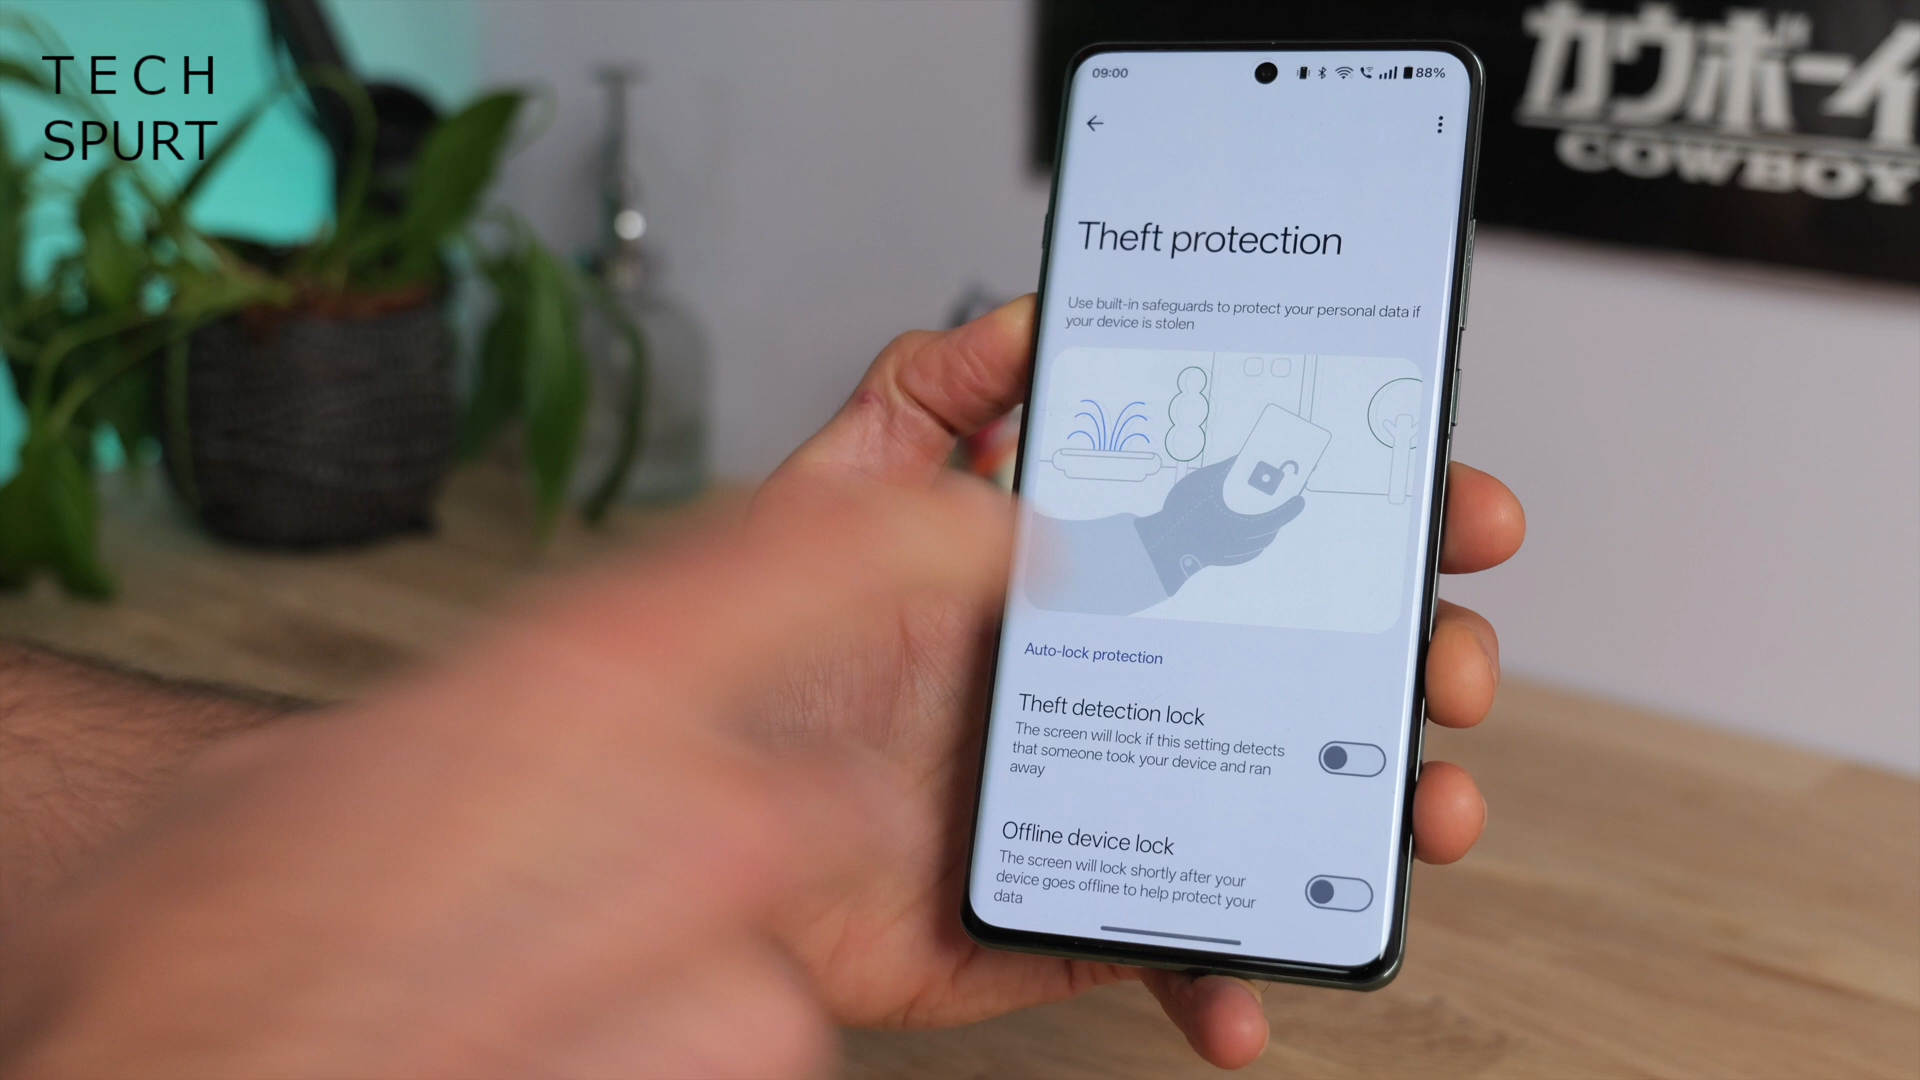 TECH
SPURT
カウボーイ
COWBOY
09:00
88%
Theft protection
Use built-in safeguards to protect your personal data if
your device is stolen
Auto-lock protection
Theft detection lock
The screen will lock if this setting detects
that someone took your device and ran
away
Offline device lock
The screen will lock shortly after your
device goes offline to help protect your
data